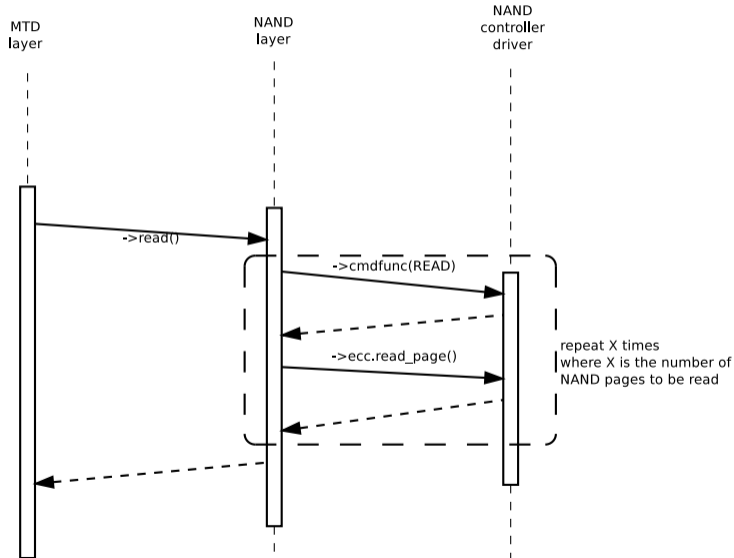 MTD
layer
NAND
layer
NAND
controller
driver
->read()
->cmdfunc(READ)
->ecc.read_page()
repeat X times
where X is the number of
NAND pages to be read